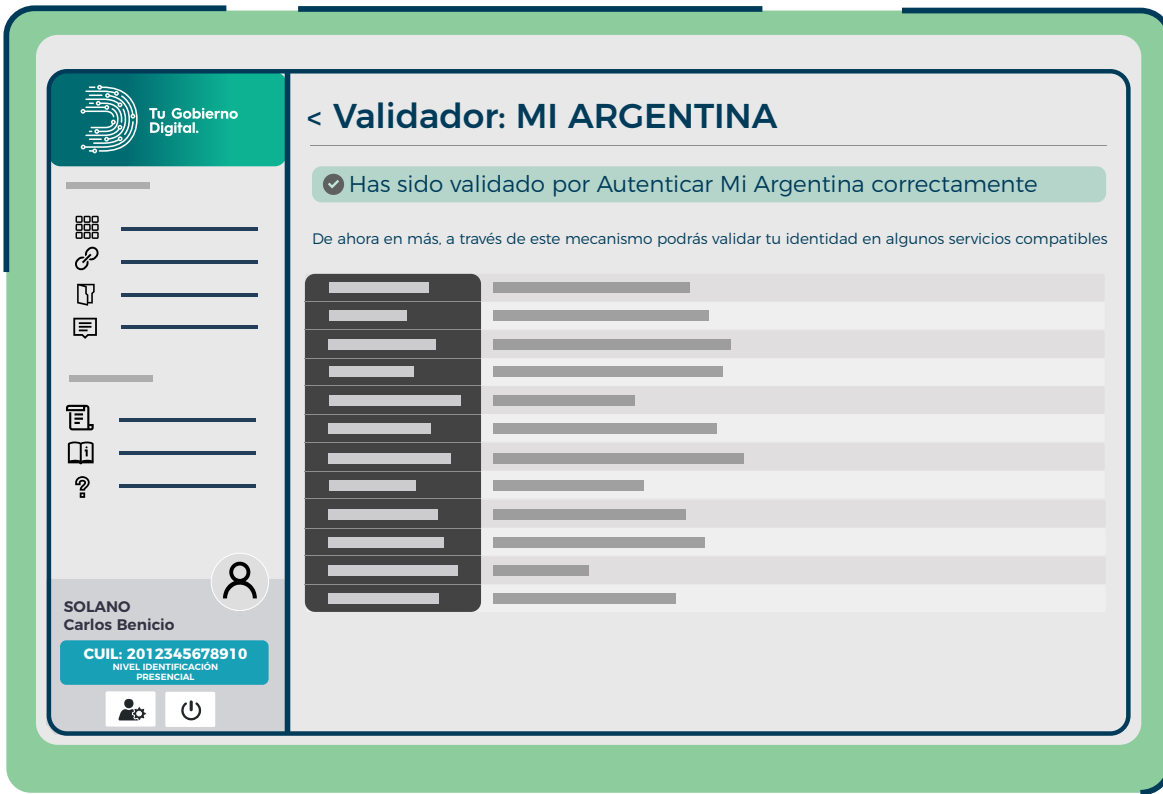 Tu Gobierno
Digital.
< Validador: MI ARGENTINA
Has sido validado por Autenticar Mi Argentina correctamente
De ahora en más, a través de este mecanismo podrás validar tu identidad en algunos servicios compatibles
SOLANO
Carlos Benicio
CUIL: 2012345678910
NIVEL IDENTIFICACIÓN
PRESENCIAL